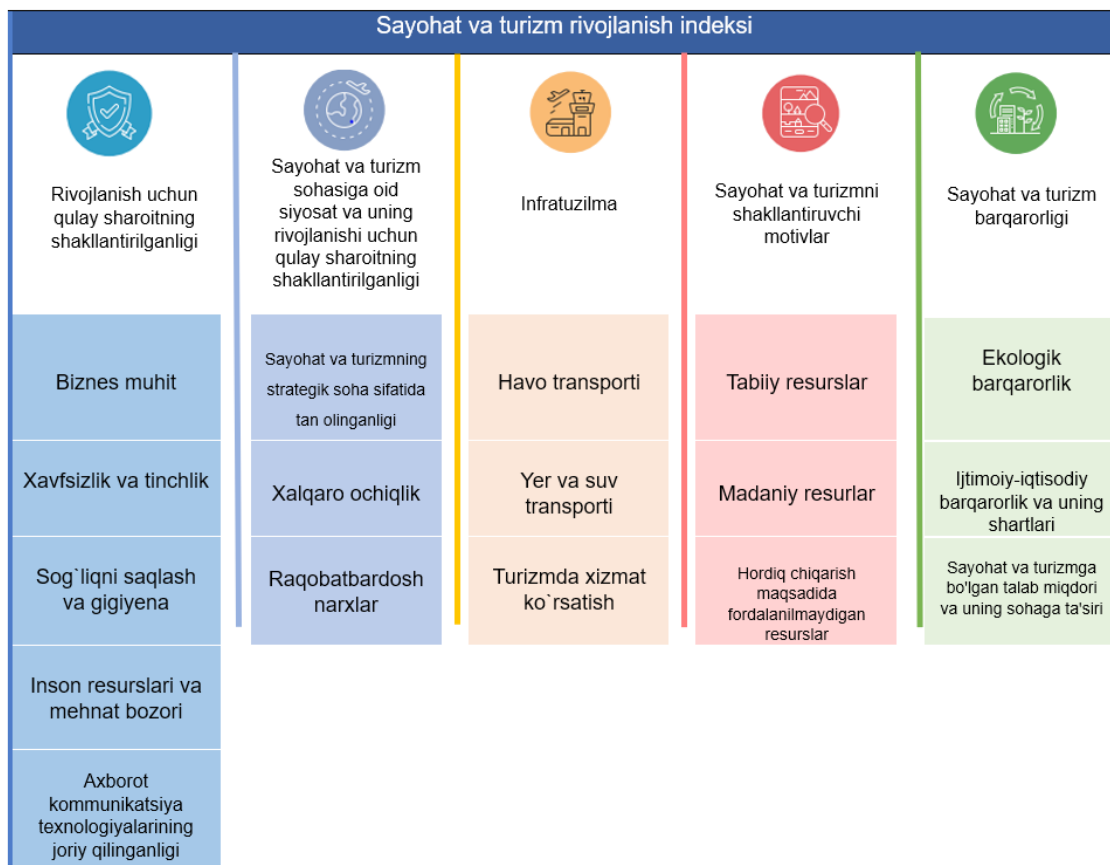 Sayohat va turizm rivojlanish indeksi
Rivojlanish uchun
qulay sharoitning
shakllantirilganligi
Sayohat va turizm
sohasiga oid
siyosat va uning
rivojlanishi uchun
qulay sharoitning
shakllantirilganligi
Infratuzilma
Sayohat va turizmni
shakllantiruvchi
motivlar
Sayohat va turizm
barqarorligi
Biznes muhit
Xavfsizlik va tinchlik
Sog`liqni saqlash
va gigiyena
Inson resurslari va
mehnat bozori
Axborot
kommunikatsiya
texnologiyalarining
joriy qilinganligi
Sayohat va turizmning
strategik soha sifatida
tan olinganligi
Xalqaro ochiqlik
Raqobatbardosh
narxlar
Havo transporti
Yer va suv
transporti
Turizmda xizmat
ko`rsatish
Tabiiy resurslar
Madaniy resurlar
Hordiq chiqarish
maqsadida
fordalanilmaydigan
resurslar
Ekologik
barqarorlik
Ijtimoiy-iqtisodiy
barqarorlik va uning
shartlari
Sayohat va turizmga
bo'lgan talab miqdori
va uning sohaga ta'siri